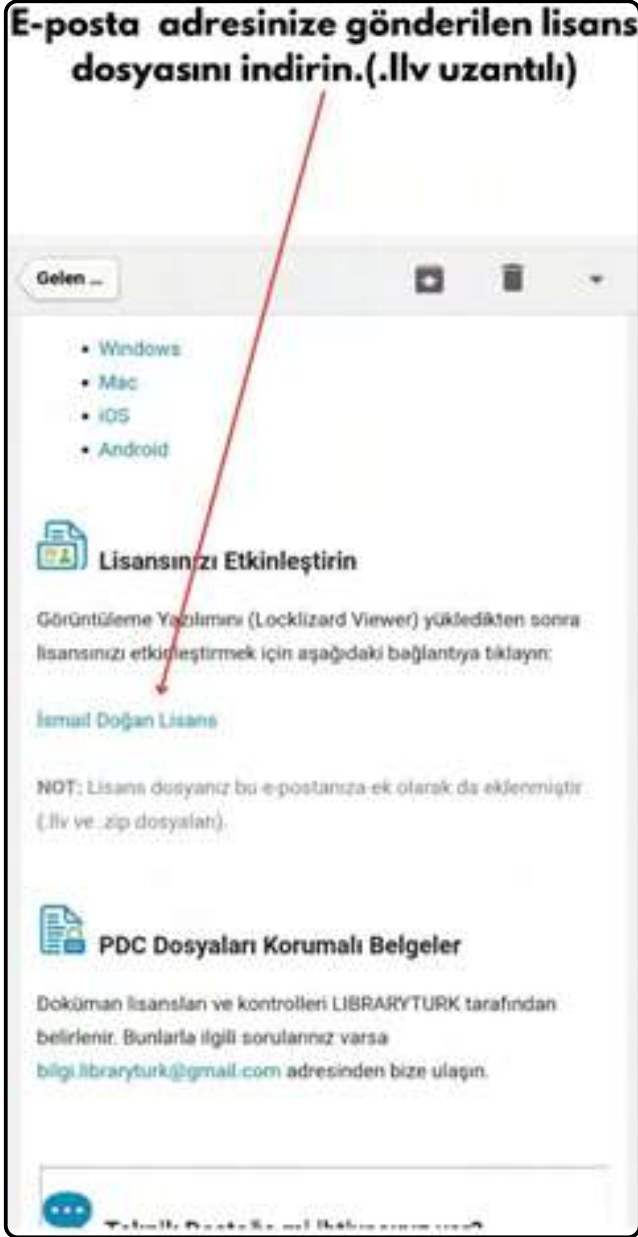 E-posta adresinize gönderilen lisans
dosyasını indirin.(.llv uzantılı)
Gelen ...
• Windows
• Mac
• iOS
• Android
Lisansınızı Etkinleştirin
Görüntüleme Yazılımını (Locklizard Viewer) yükledikten sonra
lisansınızı etkinleştirmek için aşağıdaki bağlantıya tıklayın:
İsmail Doğan Lisans
NOT: Lisans dosyanız bu e-postanıza ek olarak da eklenmiştir
(.llv ve .zip dosyaları).
PDC Dosyaları Korumalı Belgeler
Doküman lisansları ve kontrolleri LIBRARYTURK tarafından
belirlenir. Bunlarla ilgili sorularınız varsa
bilgi.libraryturk@gmail.com adresinden bize ulaşın.